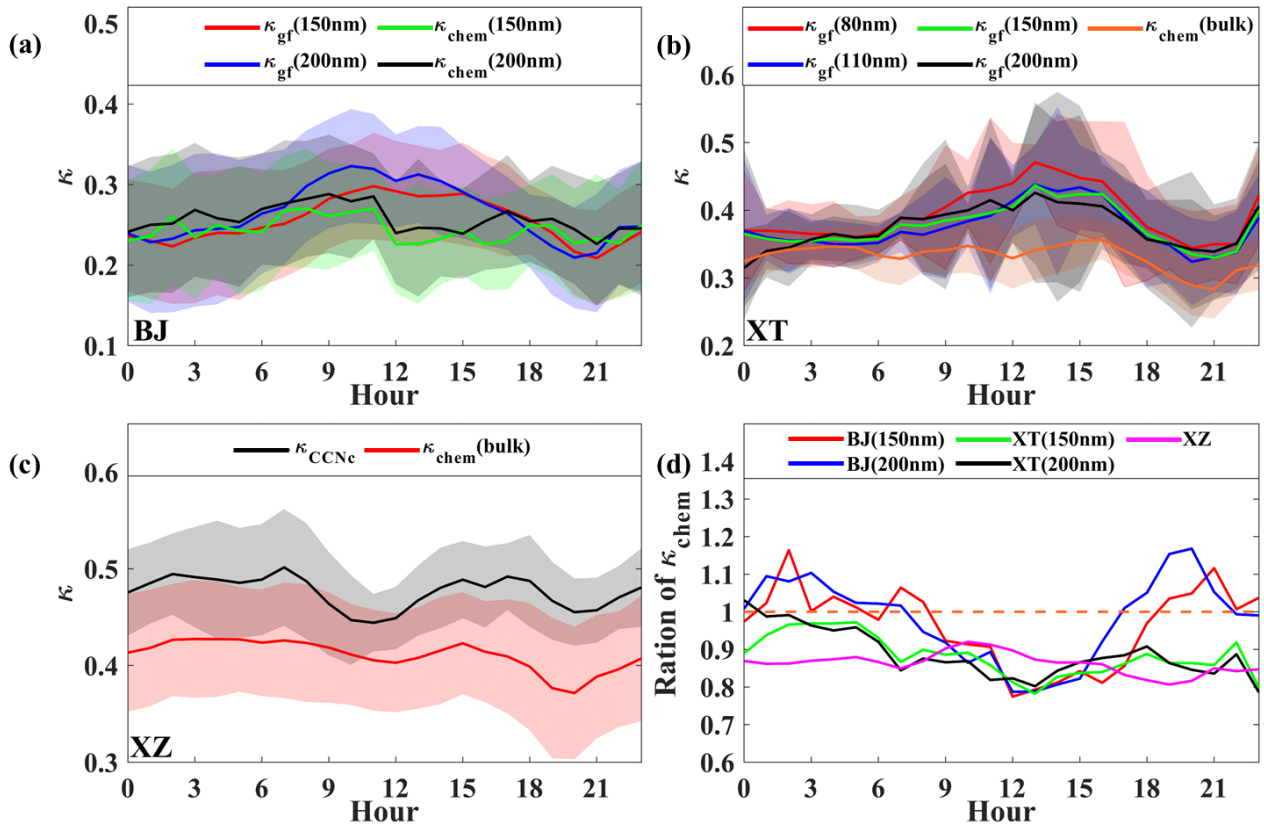 (a)
κgf(150nm) κchem(150nm)
κgf(200nm) κchem(200nm)
0.5
0.4
0.3
0.2
0.1
κ
BJ
0 3 6 9 12 15 18 21
Hour
(b)
κgf(80nm) κgf(150nm) κchem(bulk)
κgf(110nm) κgf(200nm)
0.6
0.5
0.4
0.3
0.2
κ
XT
0 3 6 9 12 15 18 21
Hour
(c)
κCCNc κchem(bulk)
0.6
0.5
0.4
0.3
κ
XZ
0 3 6 9 12 15 18 21
Hour
(d)
BJ(150nm) XT(150nm) XZ
BJ(200nm) XT(200nm)
1.4
1.3
1.2
1.1
1
0.9
0.8
0.7
0.6
Ration of κchem
0 3 6 9 12 15 18 21
Hour